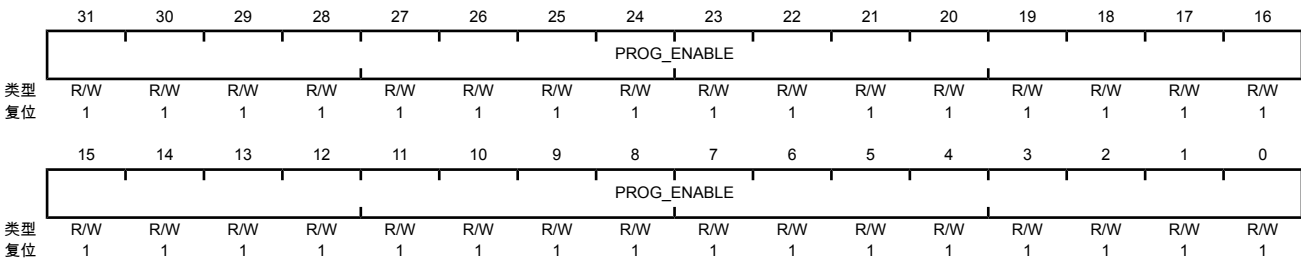 31 30 29 28 27 26 25 24 23 22 21 20 19 18 17 16
PROG_ENABLE
类型 R/W R/W R/W R/W R/W R/W R/W R/W R/W R/W R/W R/W R/W R/W R/W R/W
复位 1 1 1 1 1 1 1 1 1 1 1 1 1 1 1 1
15 14 13 12 11 10 9 8 7 6 5 4 3 2 1 0
PROG_ENABLE
类型 R/W R/W R/W R/W R/W R/W R/W R/W R/W R/W R/W R/W R/W R/W R/W R/W
复位 1 1 1 1 1 1 1 1 1 1 1 1 1 1 1 1